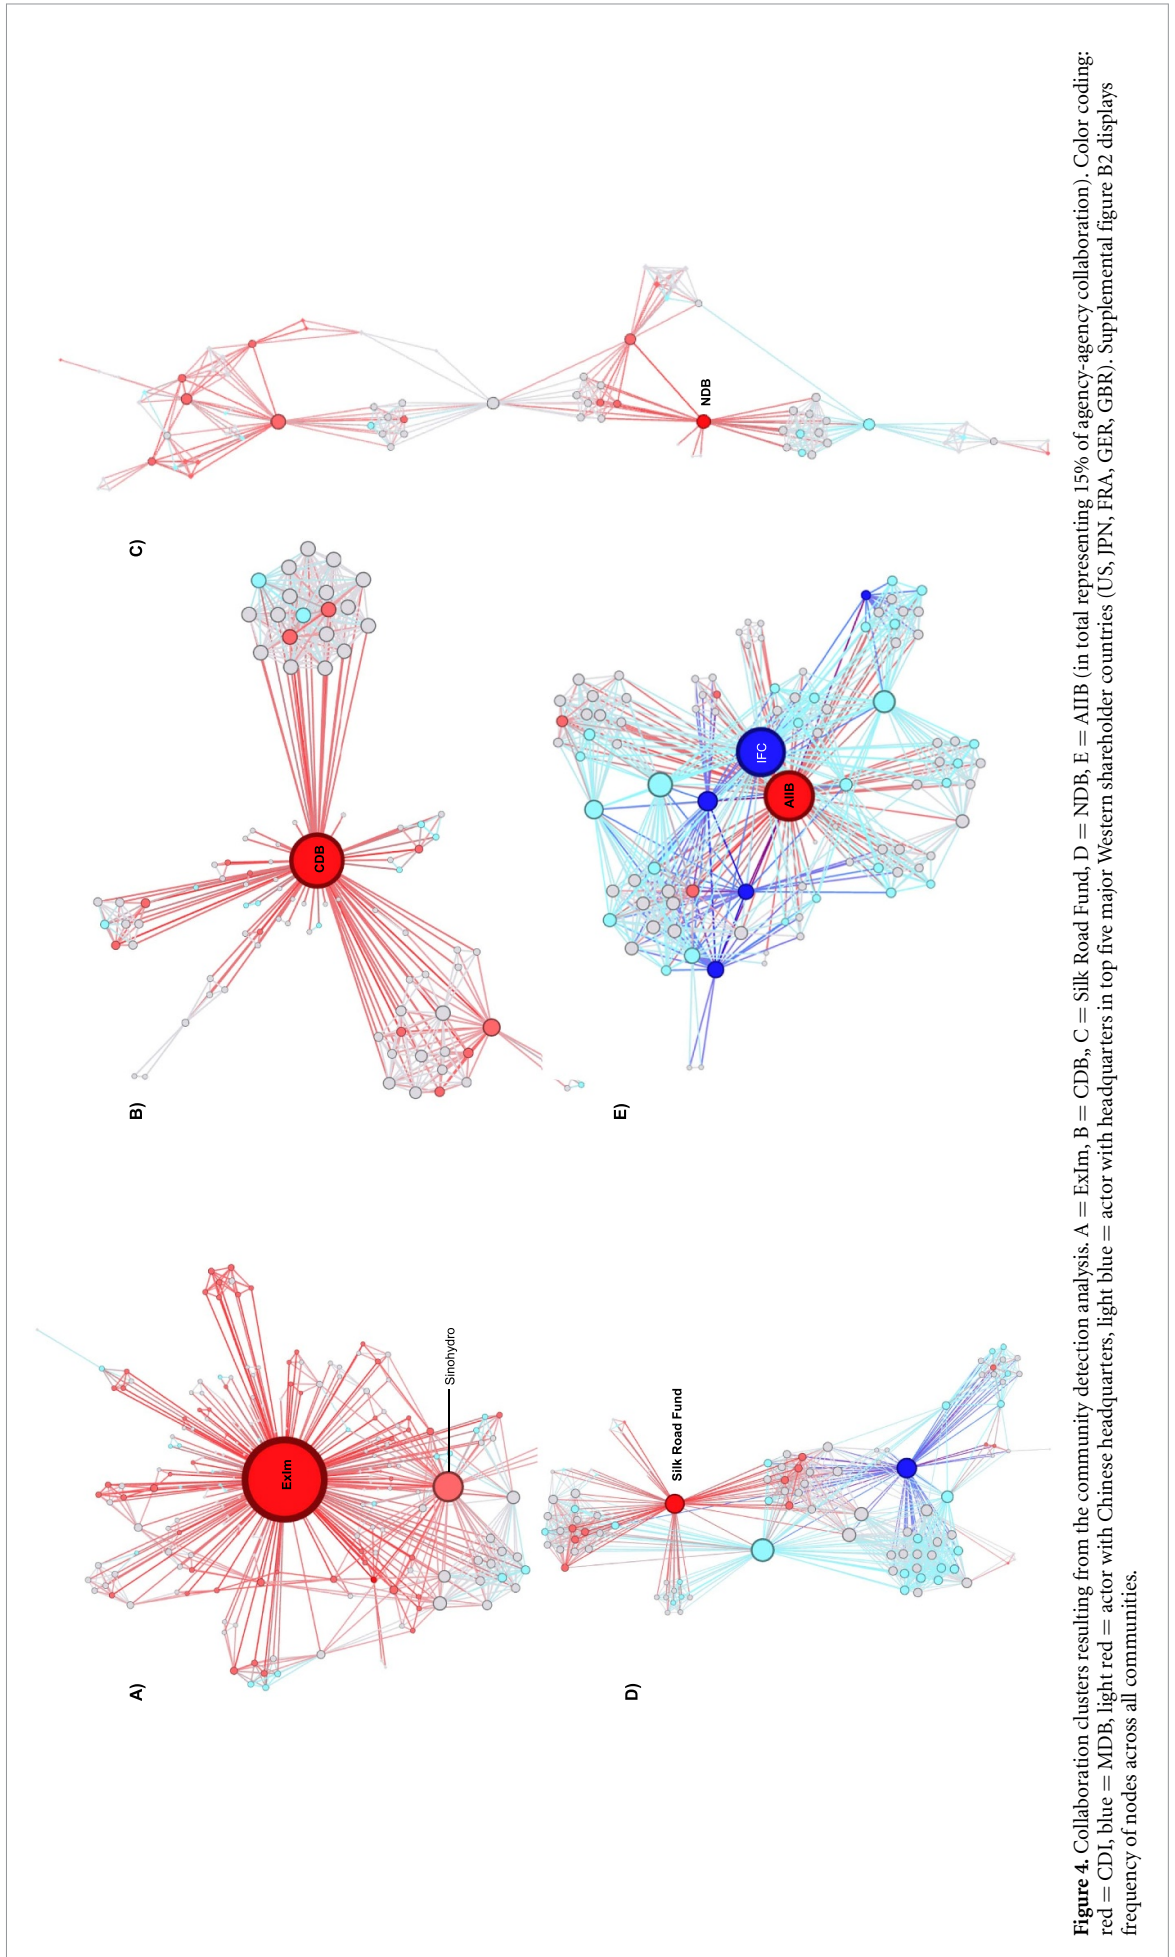 A)
ExIm
Sinohydro
B)
CDB
C)
NDB
D)
Silk Road Fund
E)
IFC
AIIB
Figure 4. Collaboration clusters resulting from the community detection analysis. A = ExIm, B = CDB,, C = Silk Road Fund, D = NDB, E = AIIB (in total representing 15% of agency-agency collaboration). Color coding:
red = CDI, blue = MDB, light red = actor with Chinese headquarters, light blue = actor with headquarters in top five major Western shareholder countries (US, JPN, FRA, GER, GBR). Supplemental figure B2 displays
frequency of nodes across all communities.